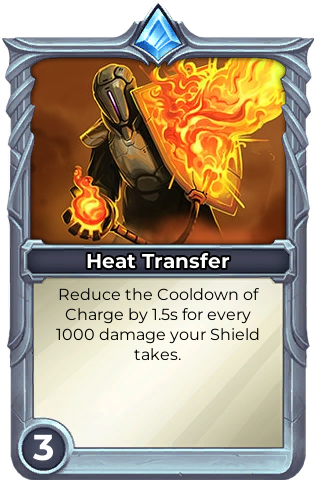 Heat Transfer
Reduce the Cooldown of
Charge by 1.5s for every
1000 damage your Shield
takes.
3